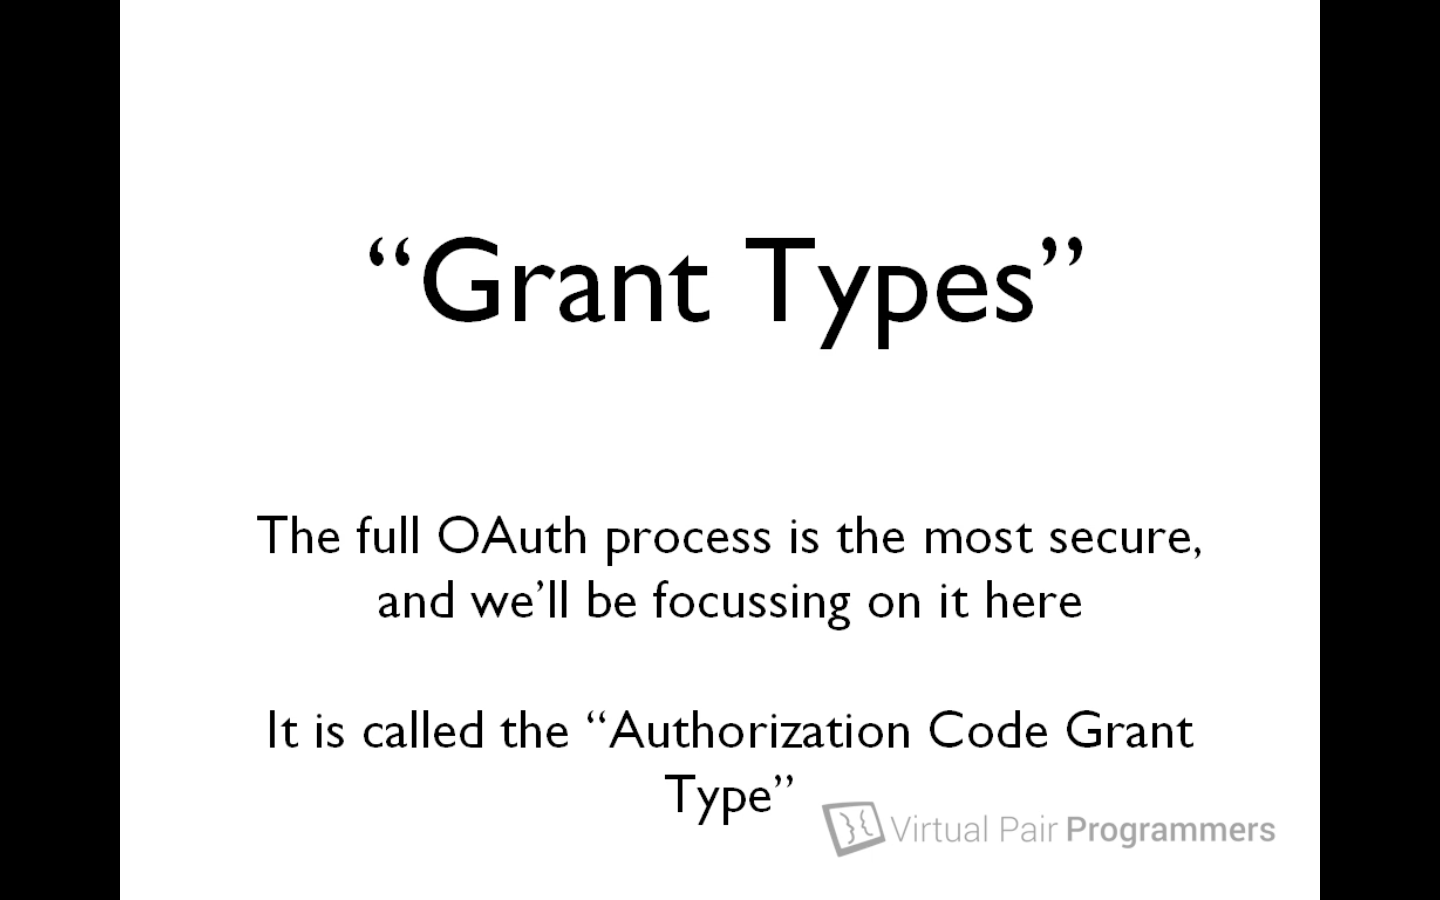 “Grant Types”
The full OAuth process is the most secure,
and we’ll be focussing on it here
It is called the “Authorization Code Grant
Type”
Virtual Pair Programmers